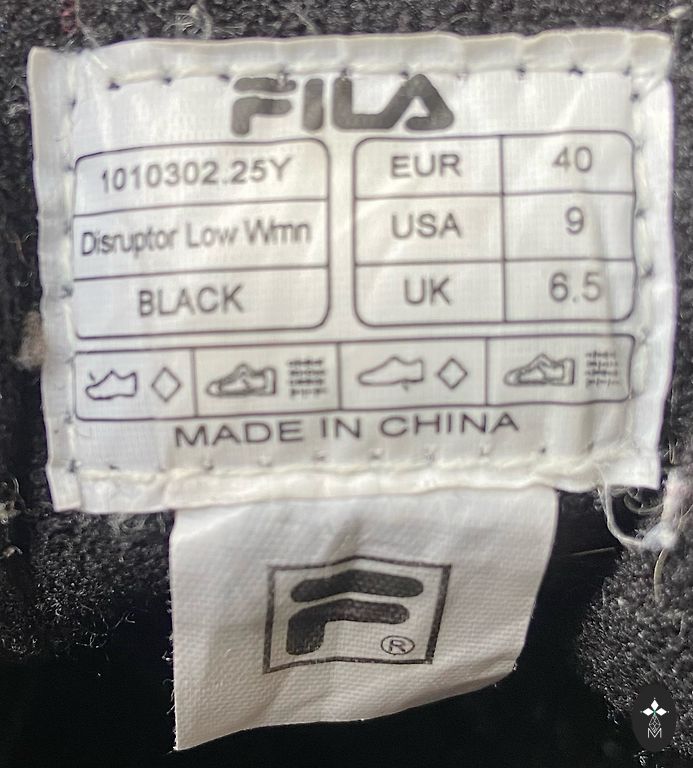 FILA
1010302.25Y
Disruptor Low Wmn
BLACK
EUR 40
USA 9
UK 6.5
MADE IN CHINA
F ®
M